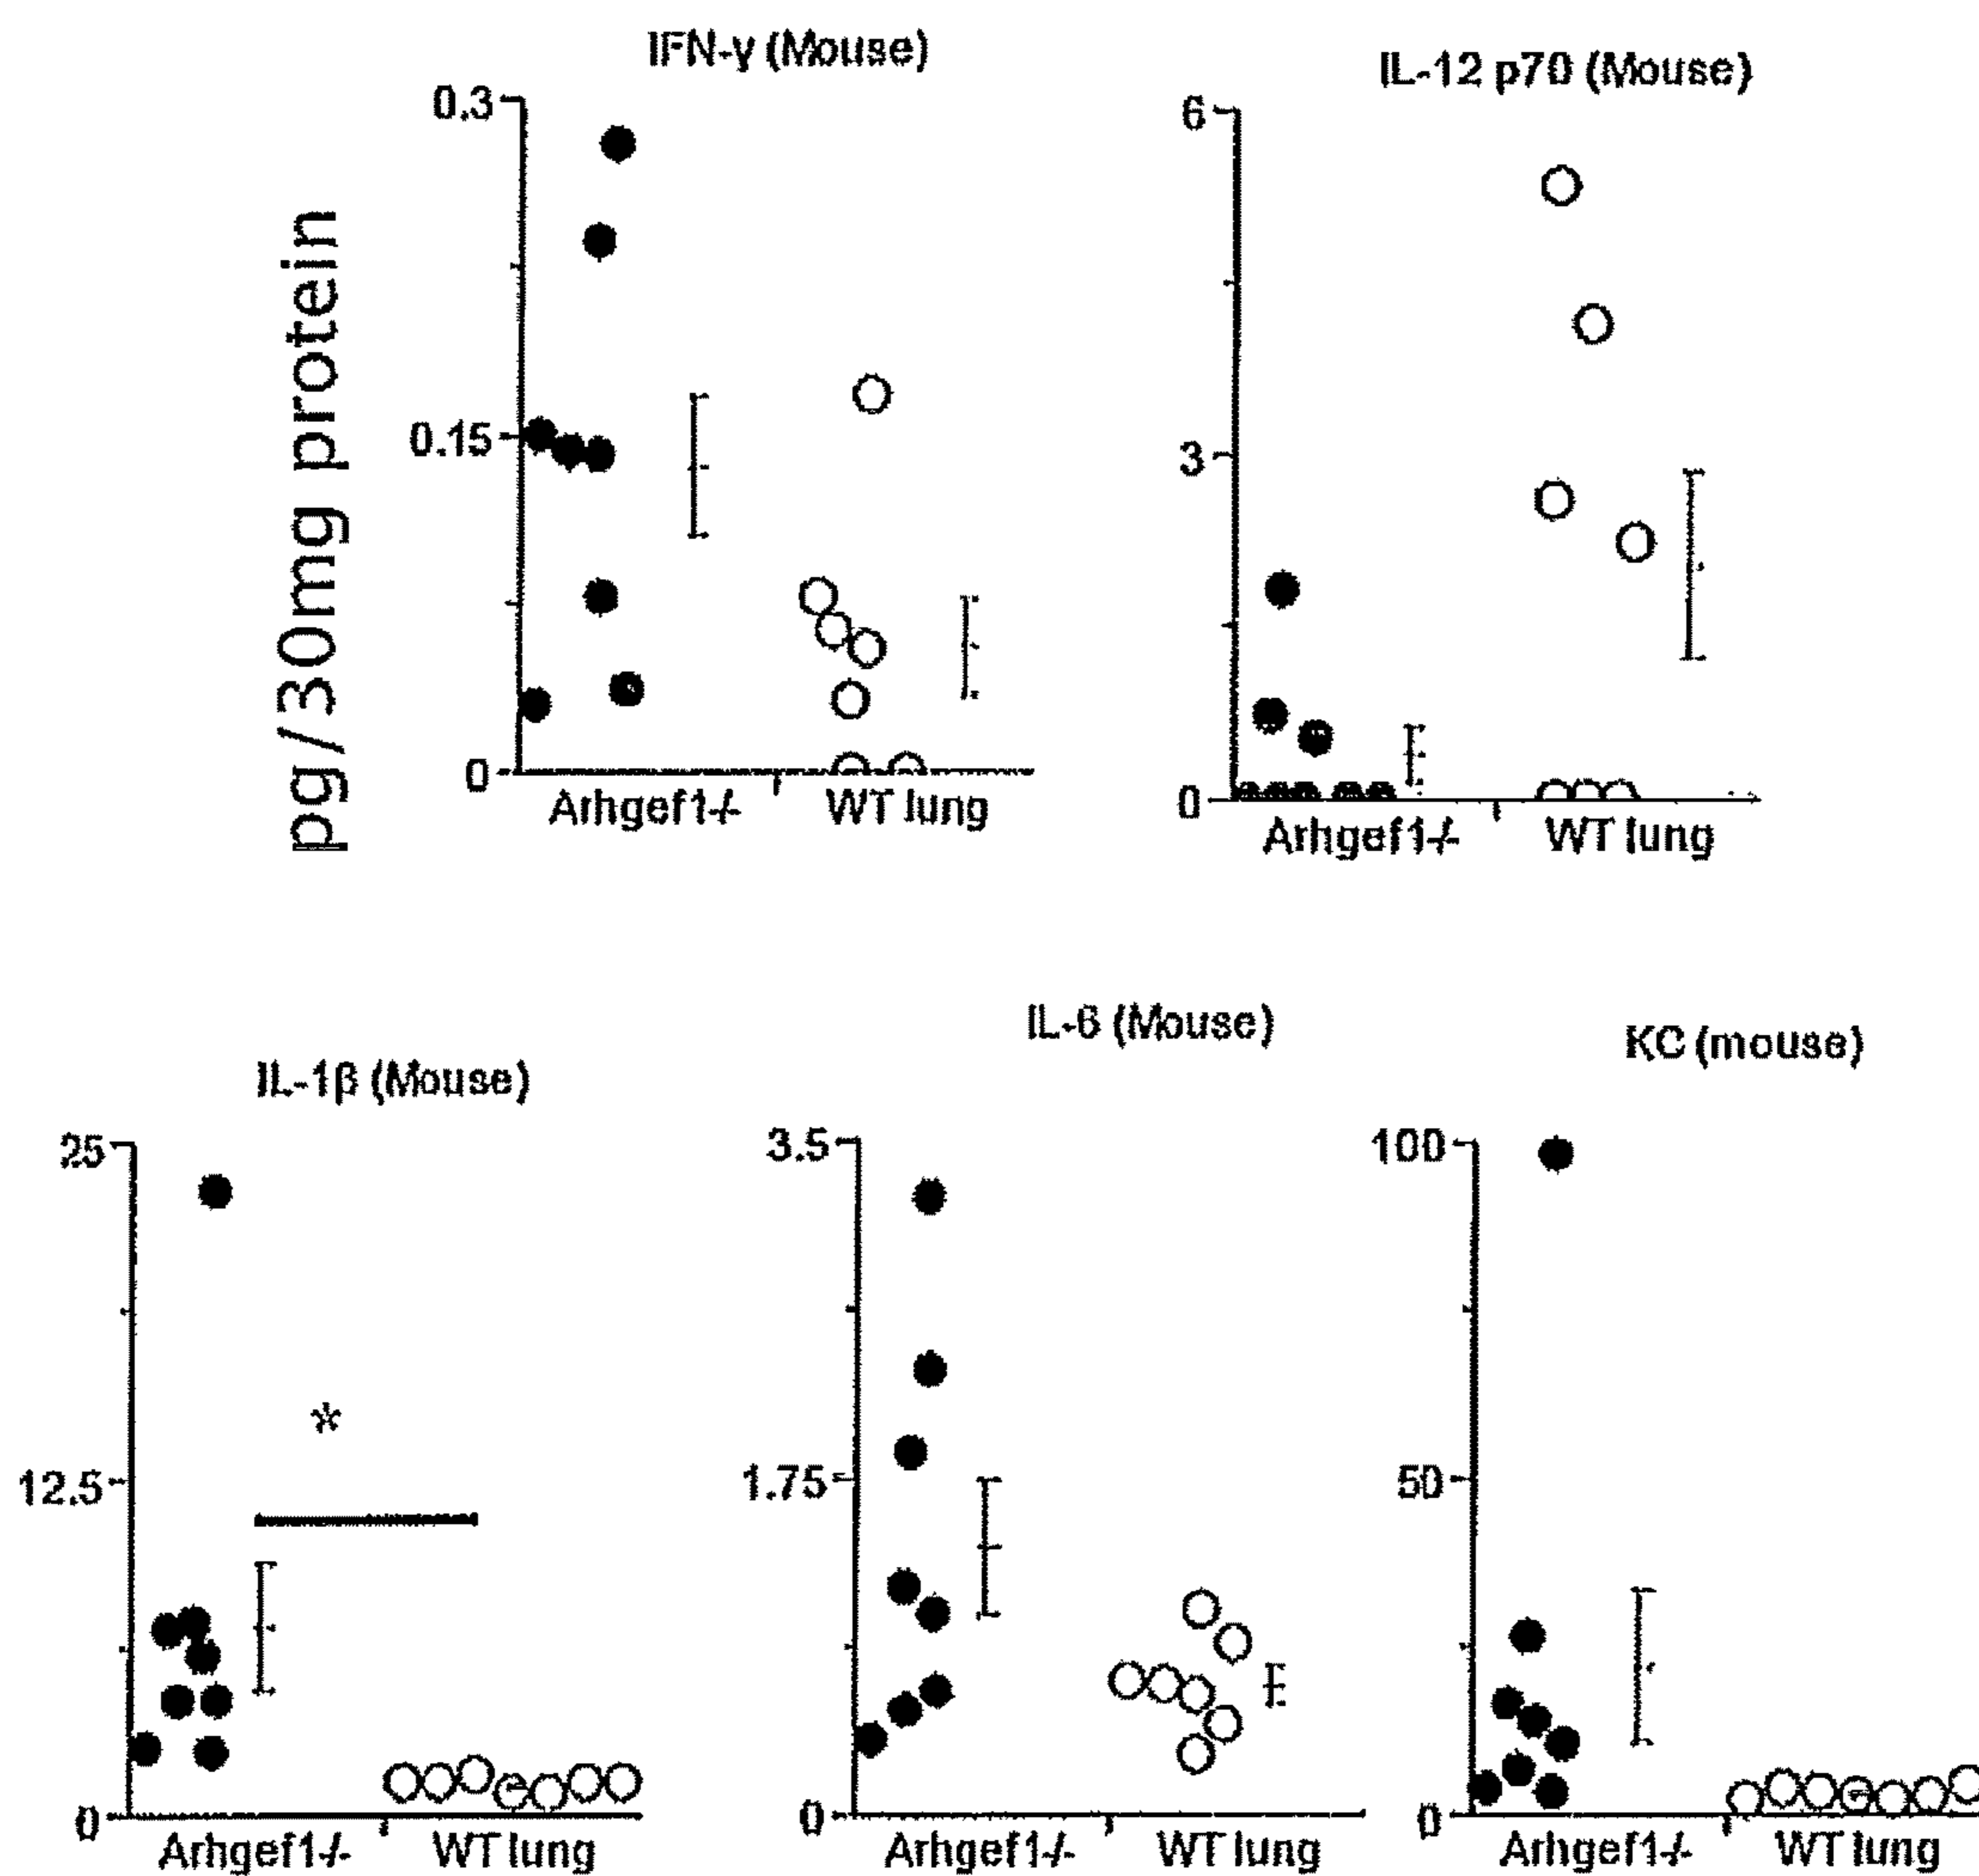 IFN-γ (Mouse)
IL-12 p70 (Mouse)
pg/30mg protein
0.3
0.15
0
Arhgef1-/-
WT lung
6
3
0
Arhgef1-/-
WT lung
IL-1β (Mouse)
IL-6 (Mouse)
KC (mouse)
25
12.5
0
*
Arhgef1-/-
WT lung
3.5
1.75
0
Arhgef1-/-
WT lung
100
50
0
Arhgef1-/-
WT lung